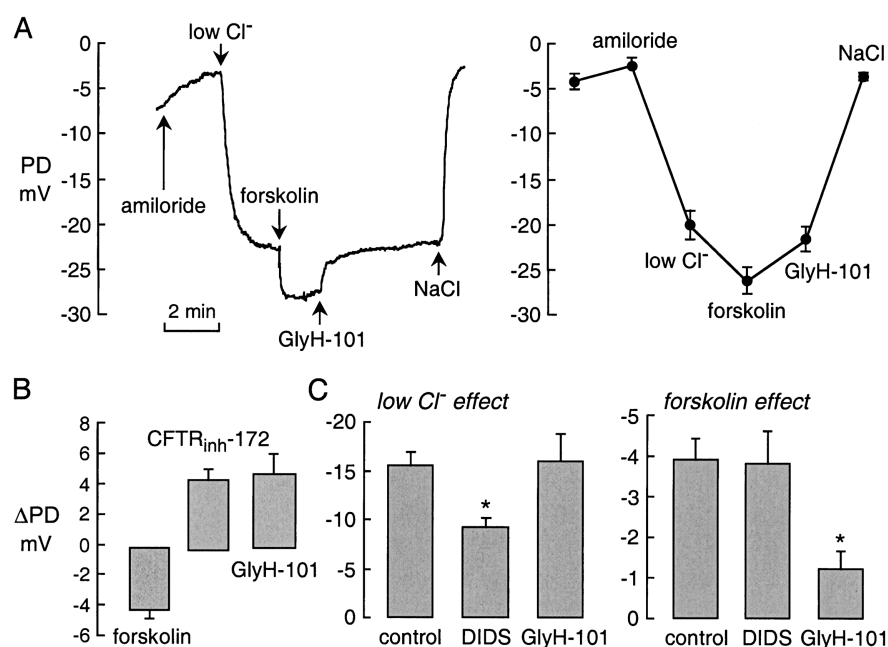 A
low Cl⁻
0
-5
-10
-15
-20
-25
-30
PD
mV
amiloride
forskolin
2 min
GlyH-101
NaCl
0
-5
-10
-15
-20
-25
-30
amiloride
NaCl
low Cl⁻
GlyH-101
forskolin
B
8
6
4
2
0
-2
-4
-6
ΔPD
mV
CFTRinh-172
GlyH-101
forskolin
C
low Cl⁻ effect
-20
-15
-10
-5
0
*
control DIDS GlyH-101
forskolin effect
-5
-4
-3
-2
-1
0
*
control DIDS GlyH-101